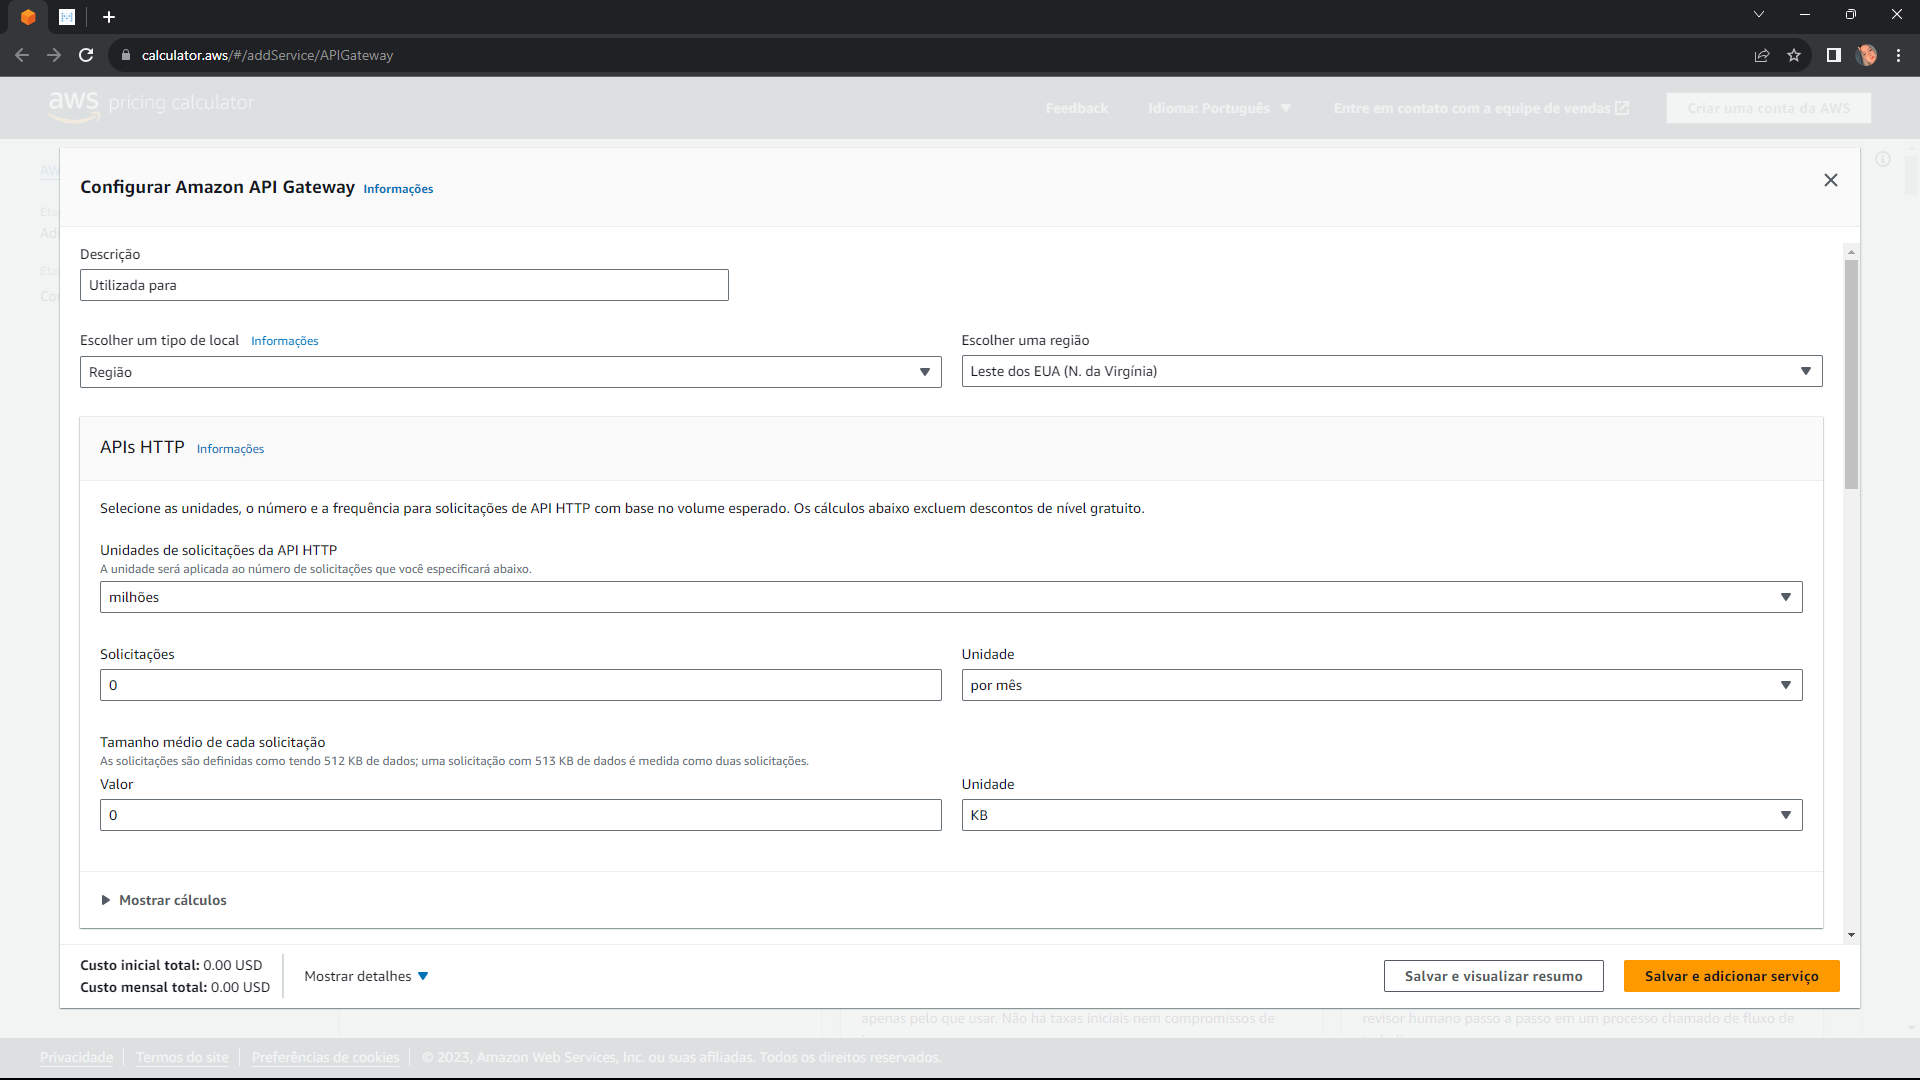 calculator.aws/#/addService/APIGateway
aws pricing calculator
Feedback
Idioma: Português
Entre em contato com a equipe de vendas
Criar uma conta da AWS
Configurar Amazon API Gateway Informações
Descrição
Utilizada para
Escolher um tipo de local Informações
Escolher uma região
Região
Leste dos EUA (N. da Virgínia)
APIs HTTP Informações
Selecione as unidades, o número e a frequência para solicitações de API HTTP com base no volume esperado. Os cálculos abaixo excluem descontos de nível gratuito.
Unidades de solicitações da API HTTP
A unidade será aplicada ao número de solicitações que você especificará abaixo.
milhões
Solicitações
Unidade
0
por mês
Tamanho médio de cada solicitação
As solicitações são definidas como tendo 512 KB de dados; uma solicitação com 513 KB de dados é medida como duas solicitações.
Valor
Unidade
0
KB
Mostrar cálculos
Custo inicial total: 0.00 USD
Custo mensal total: 0.00 USD
Mostrar detalhes
Salvar e visualizar resumo
Salvar e adicionar serviço
apenas pelo que usar. Não há taxas iniciais nem compromissos de
revisor humano passo a passo em um processo chamado de fluxo de
Privacidade
Termos do site
Preferências de cookies
© 2023, Amazon Web Services, Inc. ou suas afiliadas. Todos os direitos reservados.